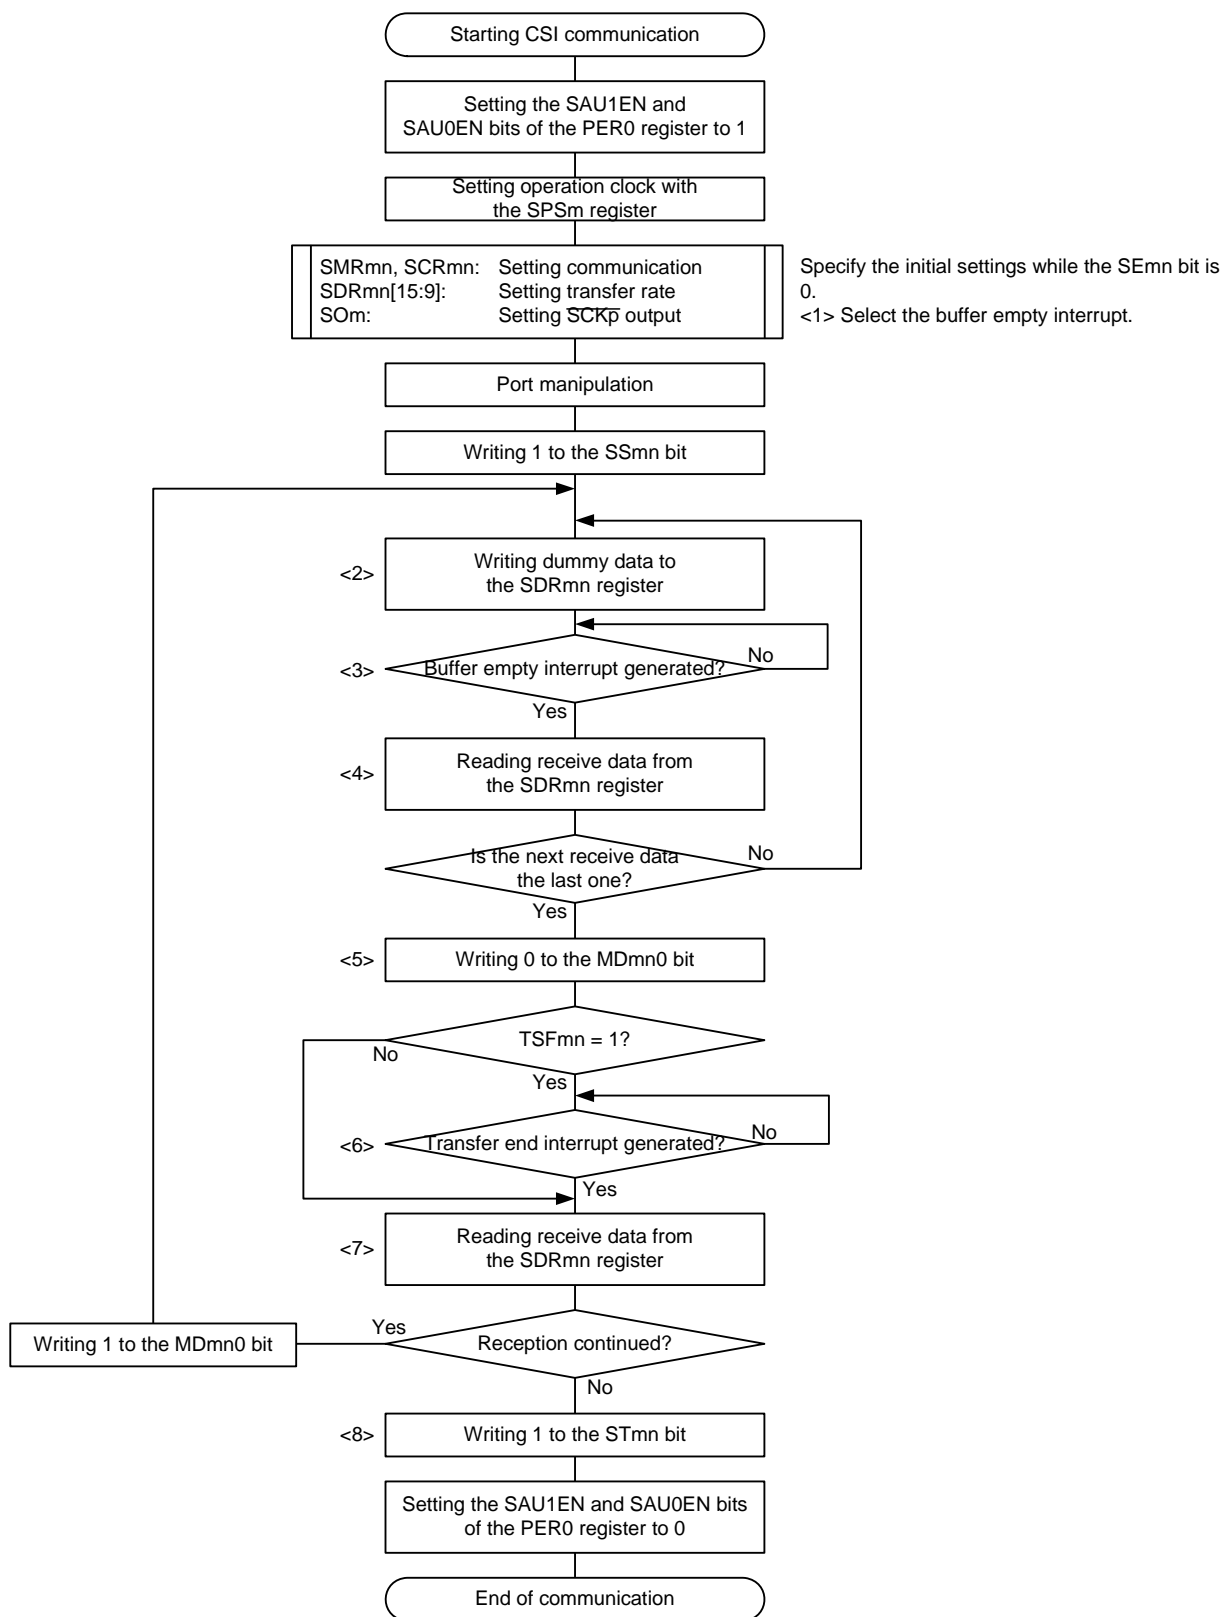 Starting CSI communication
Setting the SAU1EN and
SAU0EN bits of the PER0 register to 1
Setting operation clock with
the SPSm register
SMRmn, SCRmn: Setting communication
SDRmn[15:9]: Setting transfer rate
SOm: Setting SCKp output
Specify the initial settings while the SEmn bit is
0.
<1> Select the buffer empty interrupt.
Port manipulation
Writing 1 to the SSmn bit
<2>
Writing dummy data to
the SDRmn register
<3>
Buffer empty interrupt generated?
No
Yes
<4>
Reading receive data from
the SDRmn register
Is the next receive data
the last one?
No
Yes
<5>
Writing 0 to the MDmn0 bit
TSFmn = 1?
No
Yes
<6>
Transfer end interrupt generated?
No
Yes
<7>
Reading receive data from
the SDRmn register
Writing 1 to the MDmn0 bit
Yes
Reception continued?
No
<8>
Writing 1 to the STmn bit
Setting the SAU1EN and SAU0EN bits
of the PER0 register to 0
End of communication